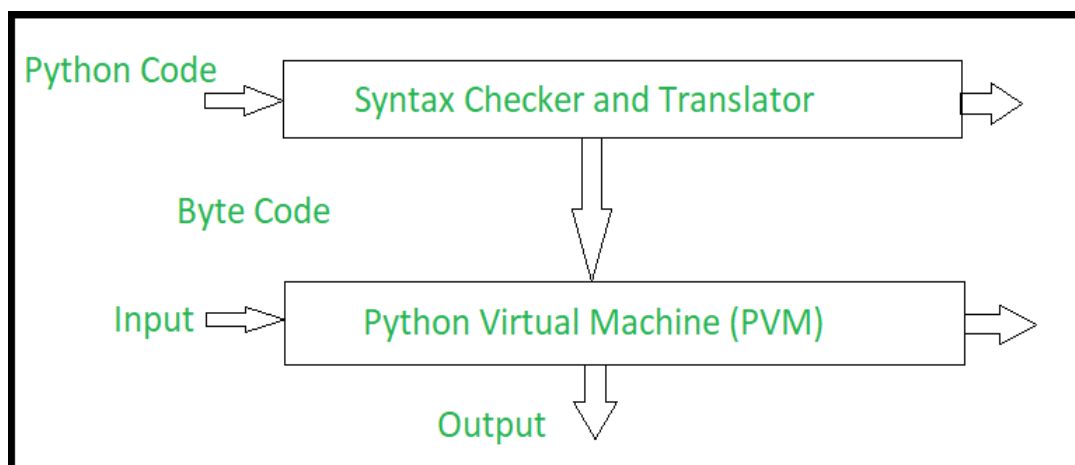 Python Code
Syntax Checker and Translator
Byte Code
Input
Python Virtual Machine (PVM)
Output